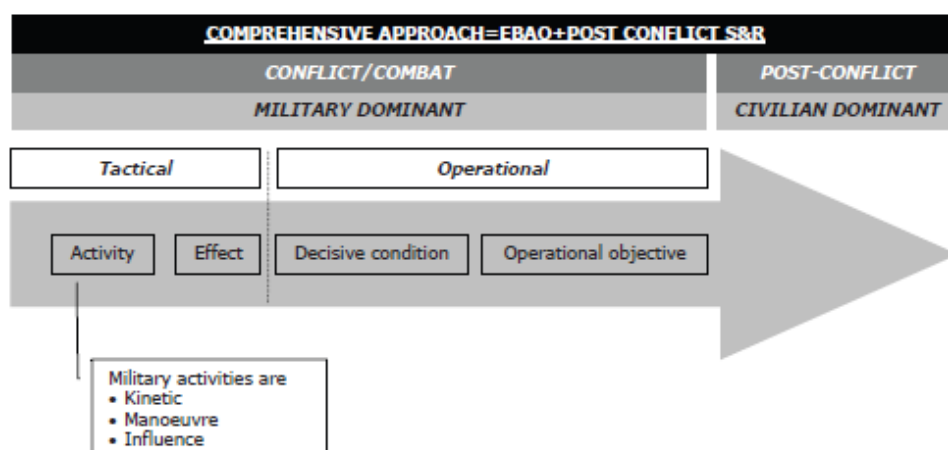 COMPREHENSIVE APPROACH=EBAO+POST CONFLICT S&R
CONFLICT/COMBAT
POST-CONFLICT
MILITARY DOMINANT
CIVILIAN DOMINANT
Tactical
Operational
Activity
Effect
Decisive condition
Operational objective
Military activities are
• Kinetic
• Manoeuvre
• Influence